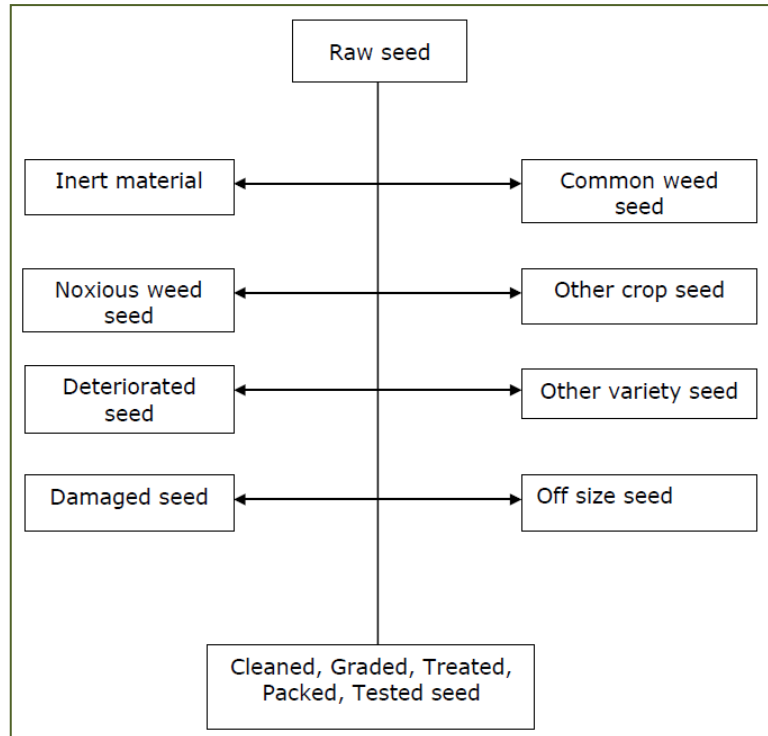 Raw seed
Inert material
Common weed
seed
Noxious weed
seed
Other crop seed
Deteriorated
seed
Other variety seed
Damaged seed
Off size seed
Cleaned, Graded, Treated,
Packed, Tested seed